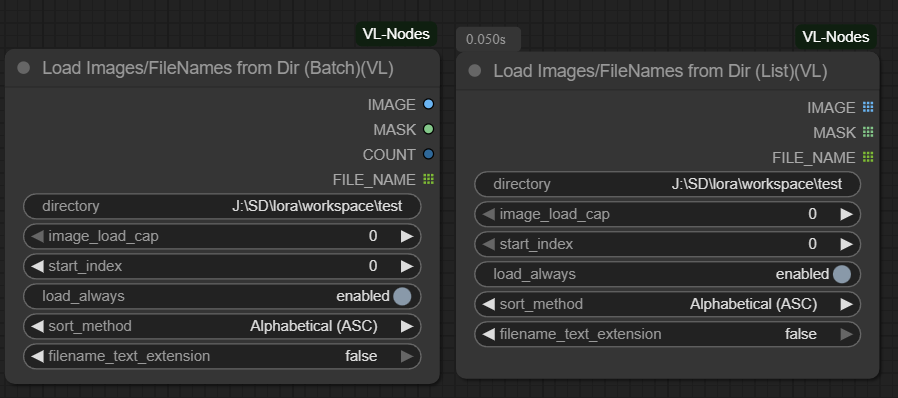 VL-Nodes
Load Images/FileNames from Dir (Batch)(VL)
IMAGE
MASK
COUNT
FILE_NAME
directory J:\SD\lora\workspace\test
image_load_cap 0
start_index 0
load_always enabled
sort_method Alphabetical (ASC)
filename_text_extension false
0.050s
VL-Nodes
Load Images/FileNames from Dir (List)(VL)
IMAGE
MASK
FILE_NAME
directory J:\SD\lora\workspace\test
image_load_cap 0
start_index 0
load_always enabled
sort_method Alphabetical (ASC)
filename_text_extension false